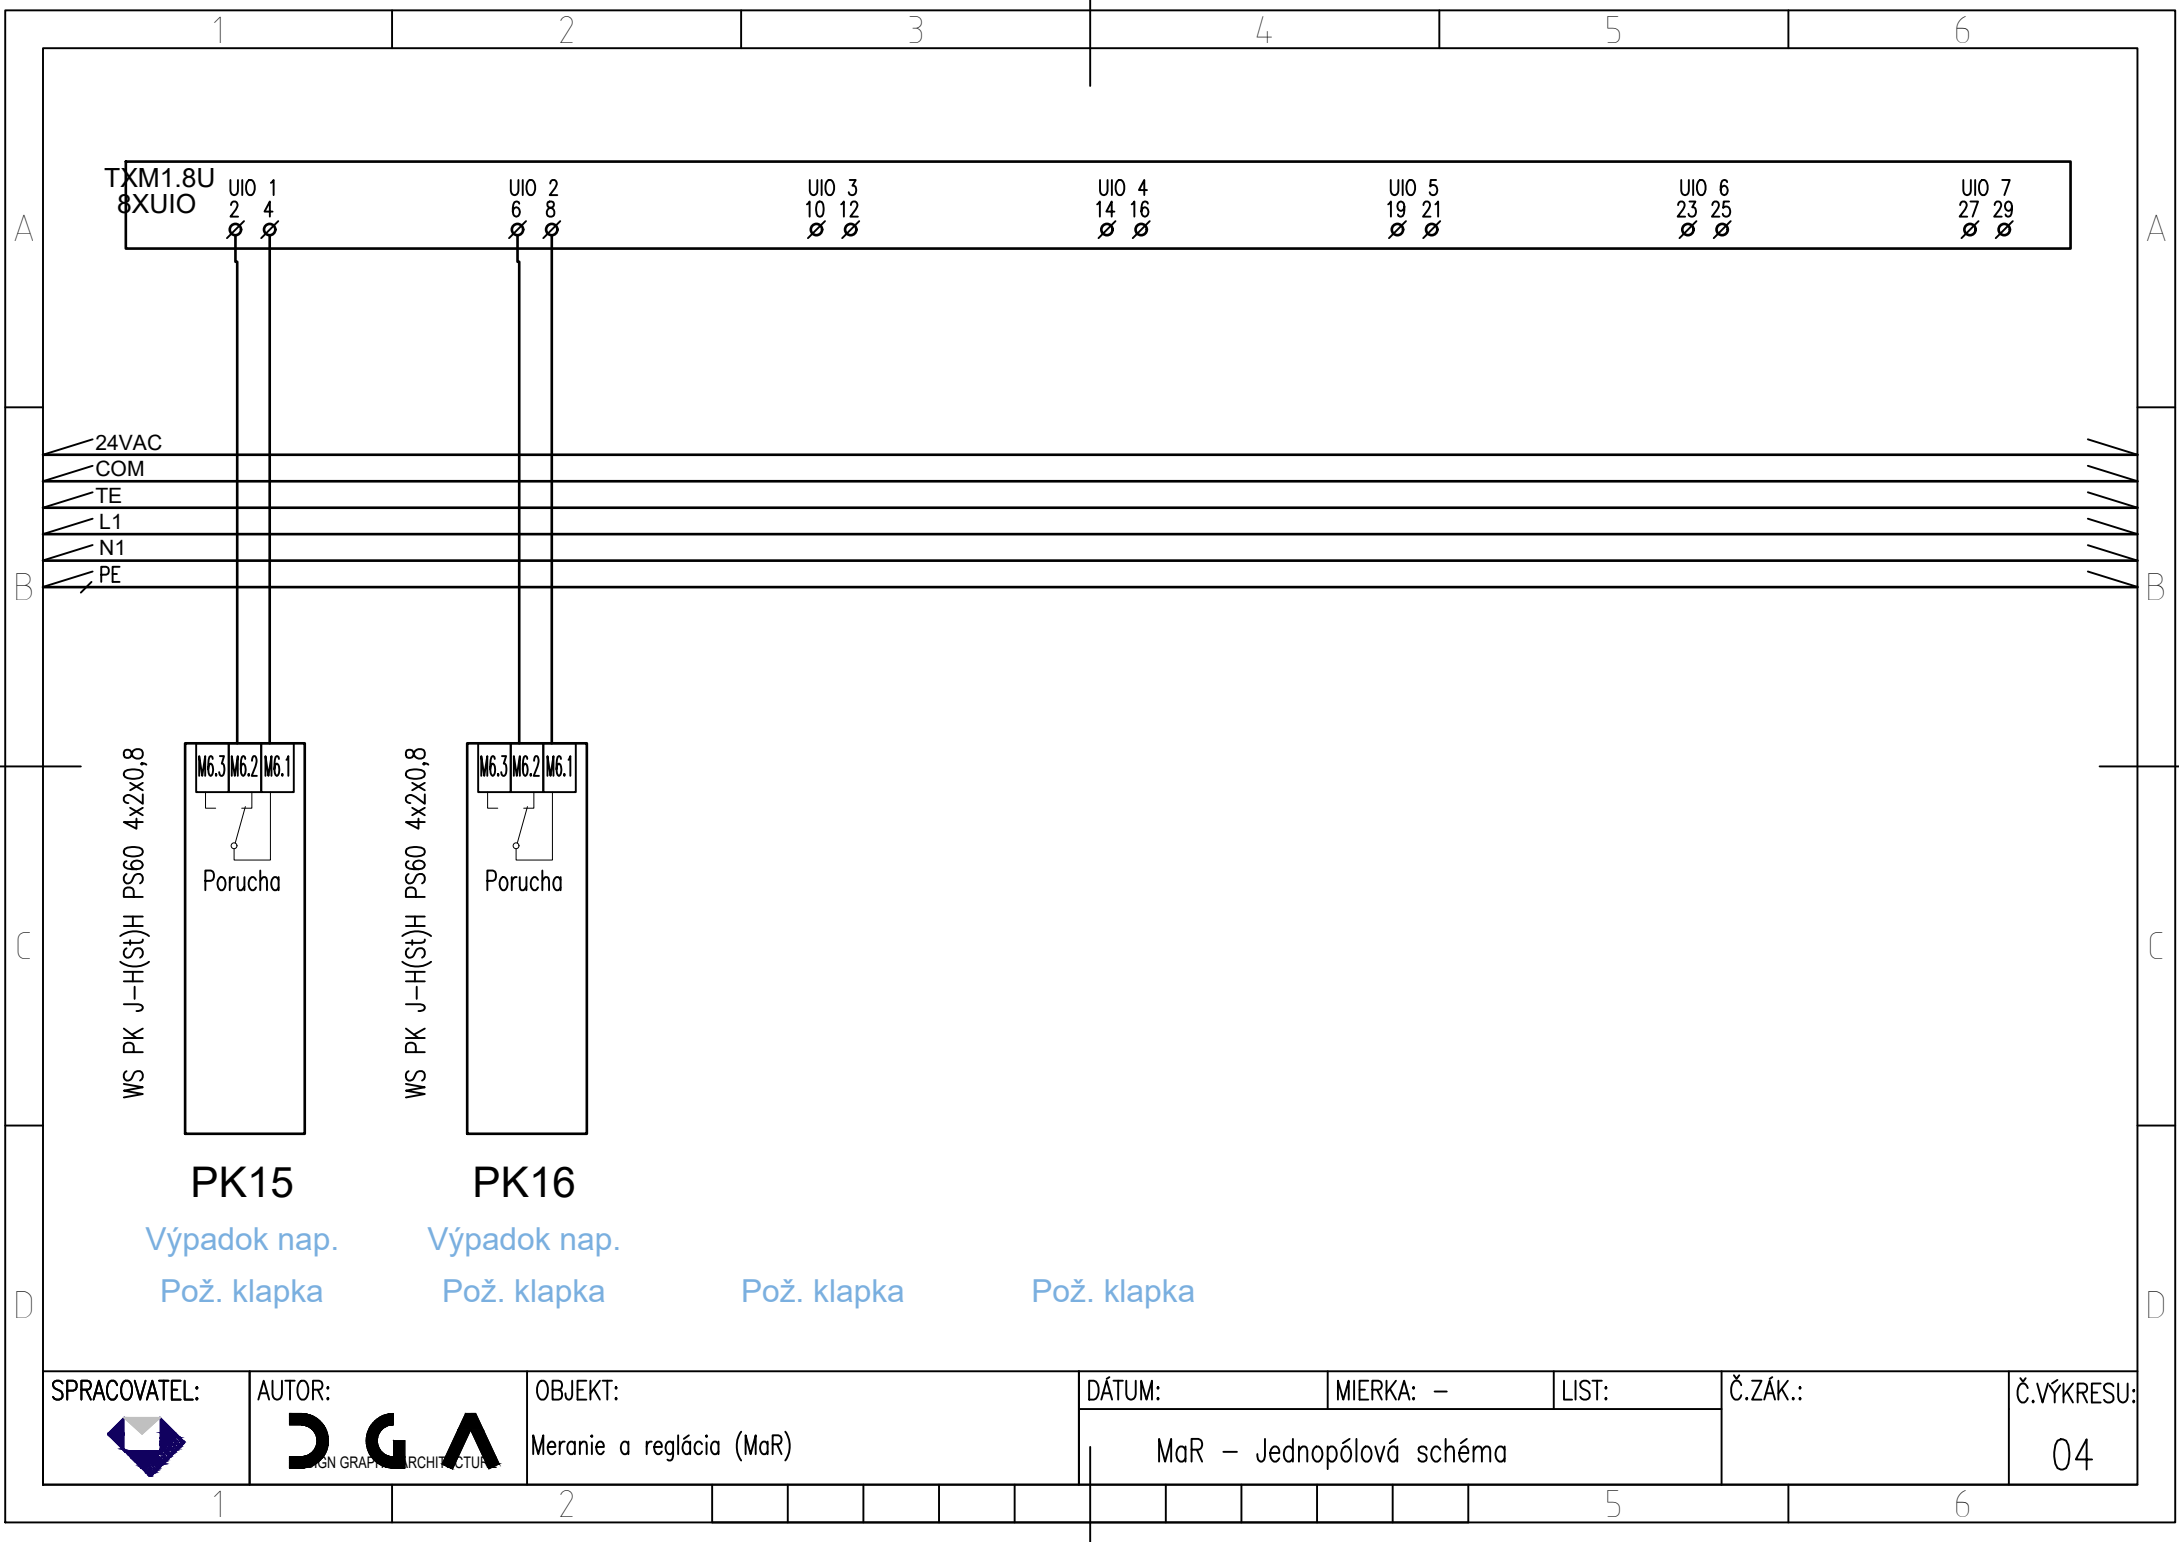 1 2 3 4 5 6
TXM1.8U
8XUIO
UIO 1 UIO 2 UIO 3 UIO 4 UIO 5 UIO 6 UIO 7
2 4 6 8 10 12 14 16 19 21 23 25 27 29
A A
24VAC
COM
TE
L1
N1
PE
B B
WS PK J-H(St)H PS60 4x2x0,8
M6.3 M6.2 M6.1
Porucha
WS PK J-H(St)H PS60 4x2x0,8
M6.3 M6.2 M6.1
Porucha
C C
PK15 PK16
Výpadok nap. Výpadok nap.
Pož. klapka Pož. klapka Pož. klapka Pož. klapka
D D
SPRACOVATEL: AUTOR: OBJEKT: DÁTUM: MIERKA: – LIST: Č.ZÁK.: Č.VÝKRESU:
DGA
Meranie a reglácia (MaR)
MaR – Jednopólová schéma
04
1 2 5 6